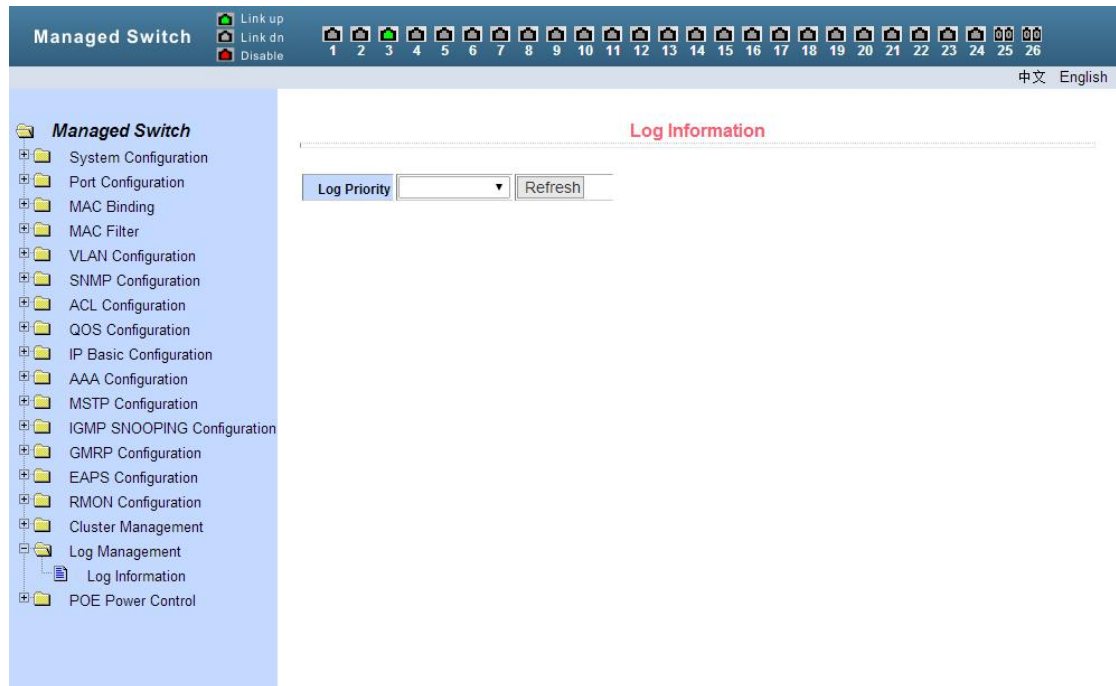 Managed Switch
Link up
Link dn
Disable
1 2 3 4 5 6 7 8 9 10 11 12 13 14 15 16 17 18 19 20 21 22 23 24 25 26
中文 English
Managed Switch
System Configuration
Port Configuration
MAC Binding
MAC Filter
VLAN Configuration
SNMP Configuration
ACL Configuration
QOS Configuration
IP Basic Configuration
AAA Configuration
MSTP Configuration
IGMP SNOOPING Configuration
GMRP Configuration
EAPS Configuration
RMON Configuration
Cluster Management
Log Management
Log Information
POE Power Control
Log Information
Log Priority Refresh